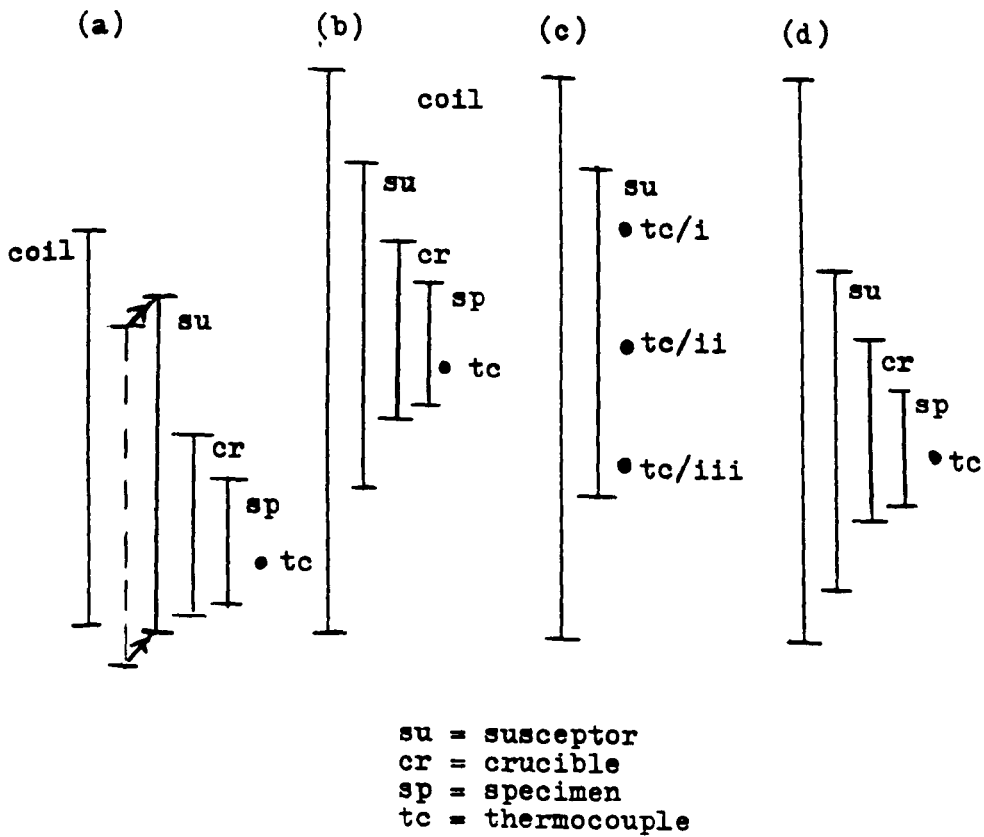 (a)
(b)
(c)
(d)
coil
su
cr
sp
tc
coil
su
cr
sp
tc
su
tc/i
tc/ii
tc/iii
su
cr
sp
tc
su = susceptor
cr = crucible
sp = specimen
tc = thermocouple